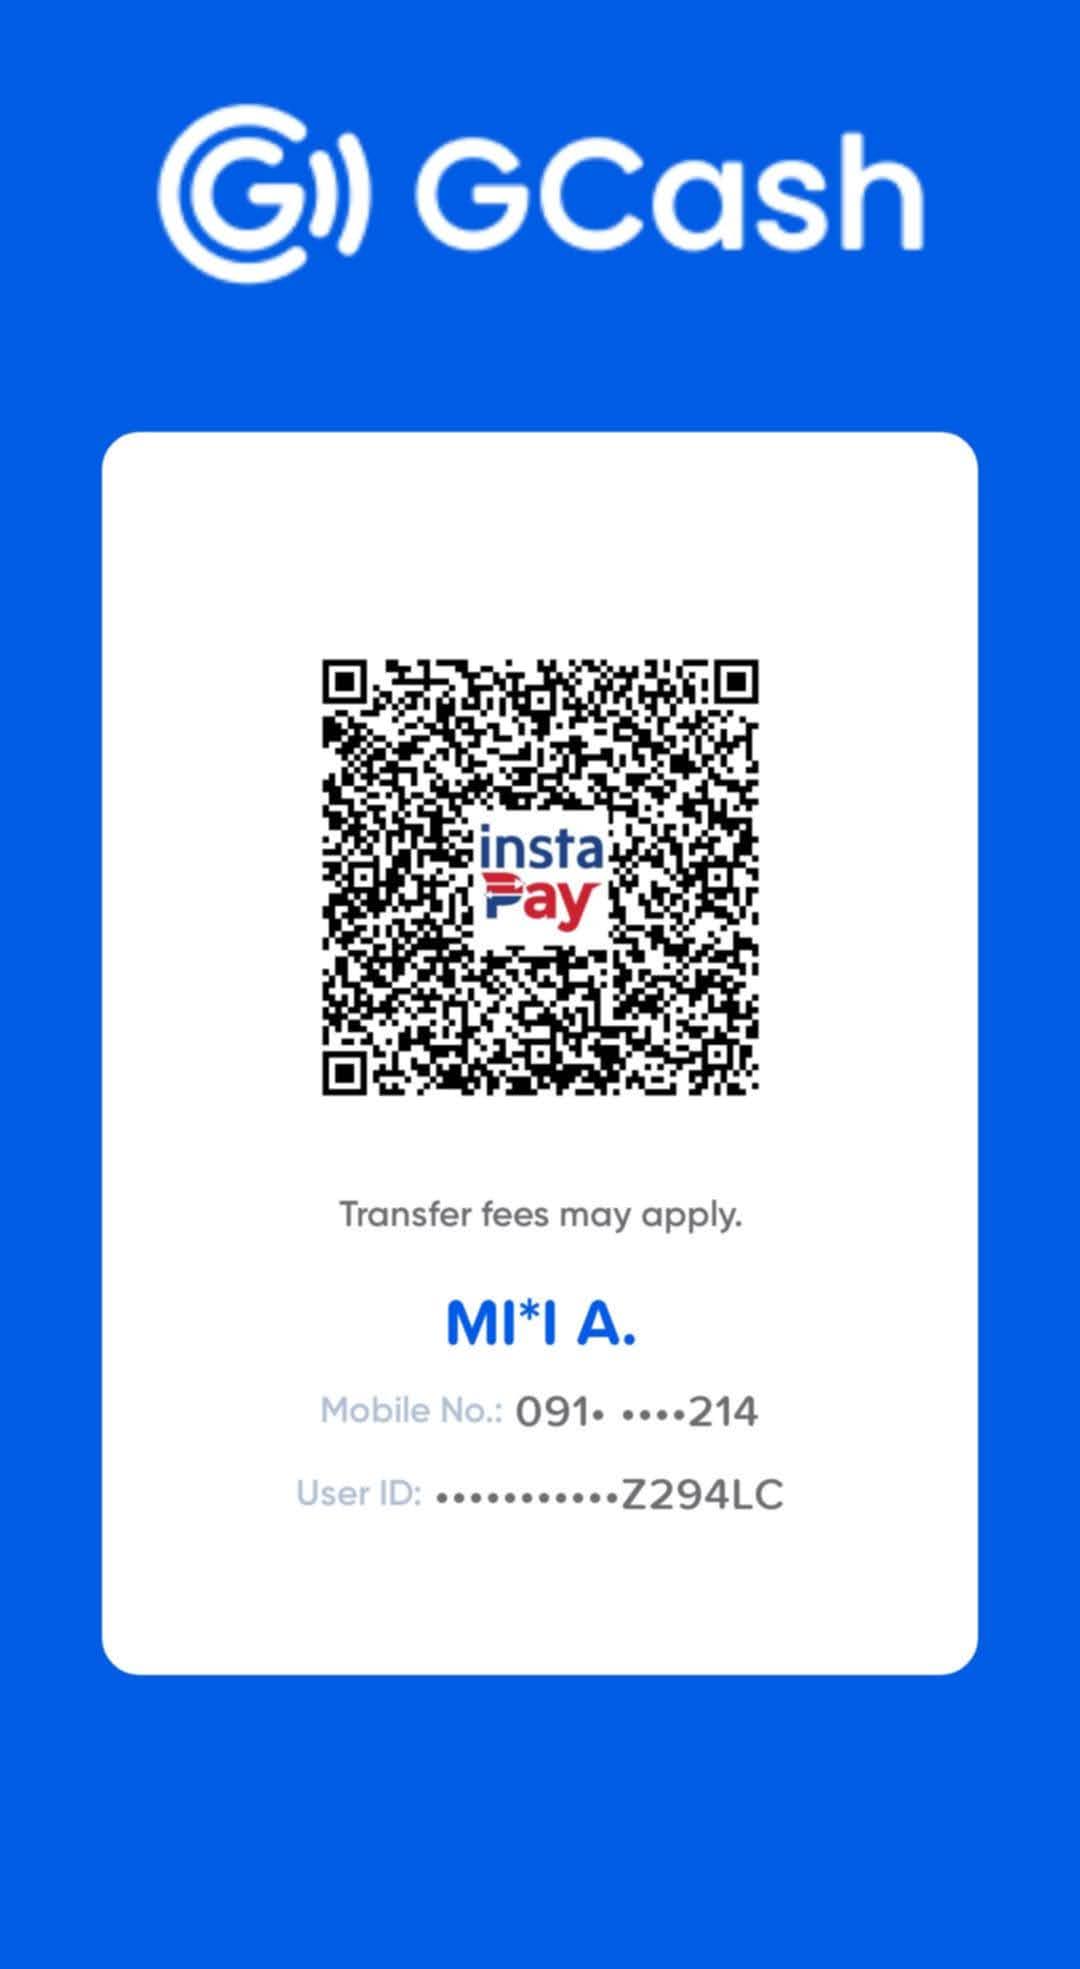 GCash
insta
Pay
Transfer fees may apply.
MI*I A.
Mobile No.: 091• ••••214
User ID: •••••••••••Z294LC